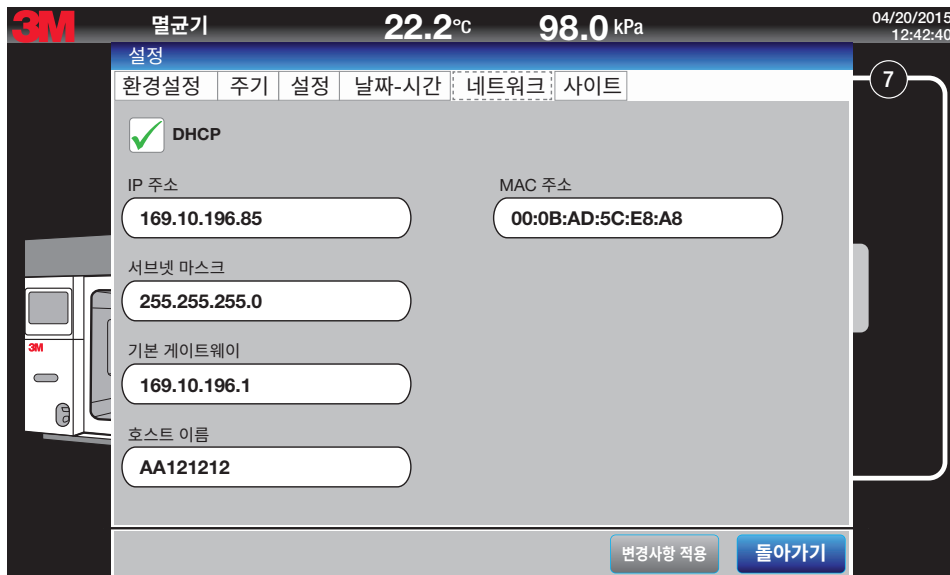 3M 멸균기 22.2°C 98.0 kPa 04/20/2015
12:42:40
설정
환경설정 주기 설정 날짜-시간 네트워크 사이트
7
DHCP
IP 주소 MAC 주소
169.10.196.85 00:0B:AD:5C:E8:A8
서브넷 마스크
255.255.255.0
3M
기본 게이트웨이
169.10.196.1
호스트 이름
AA121212
변경사항 적용 돌아가기